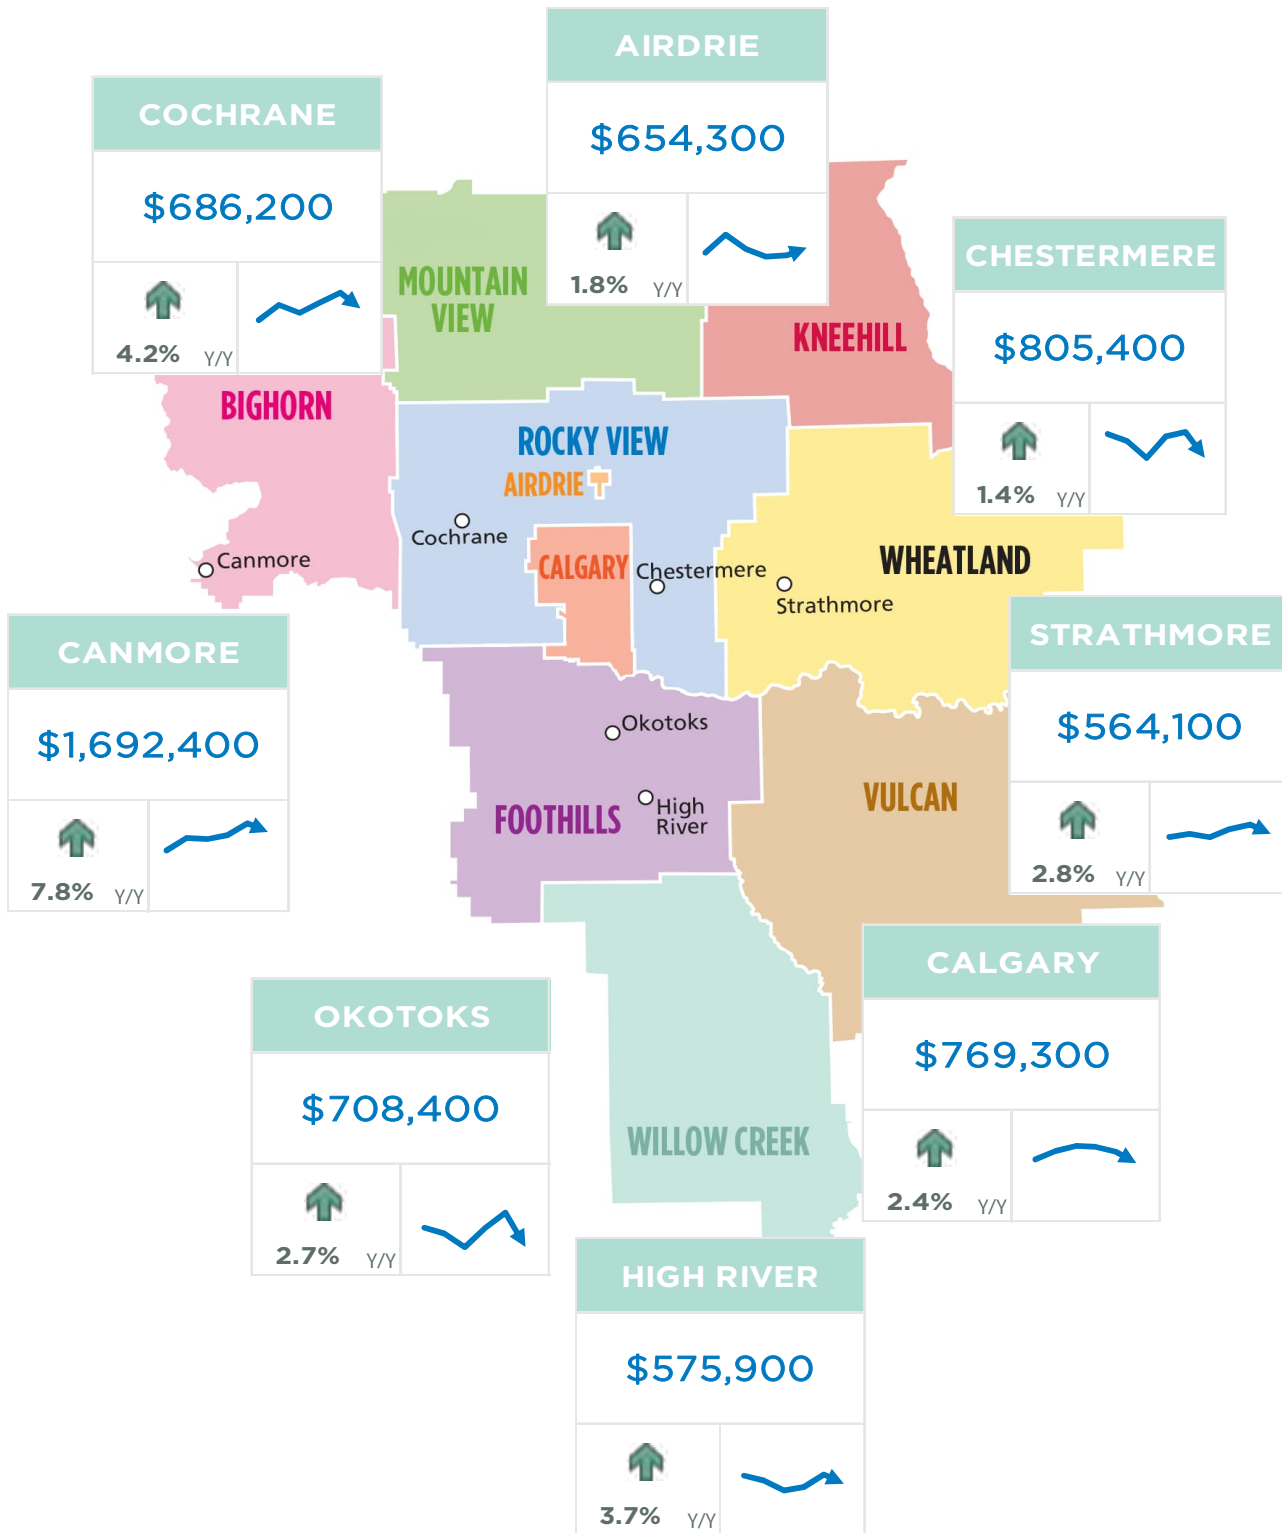 AIRDRIE
$654,300
1.8% Y/Y
COCHRANE
$686,200
4.2% Y/Y
CHESTERMERE
$805,400
1.4% Y/Y
MOUNTAIN
VIEW
KNEEHILL
BIGHORN
ROCKY VIEW
AIRDRIE
Cochrane
Canmore
CALGARY
Chestermere
WHEATLAND
Strathmore
CANMORE
$1,692,400
7.8% Y/Y
STRATHMORE
$564,100
2.8% Y/Y
Okotoks
High
River
FOOTHILLS
VULCAN
CALGARY
$769,300
2.4% Y/Y
OKOTOKS
$708,400
2.7% Y/Y
WILLOW CREEK
HIGH RIVER
$575,900
3.7% Y/Y